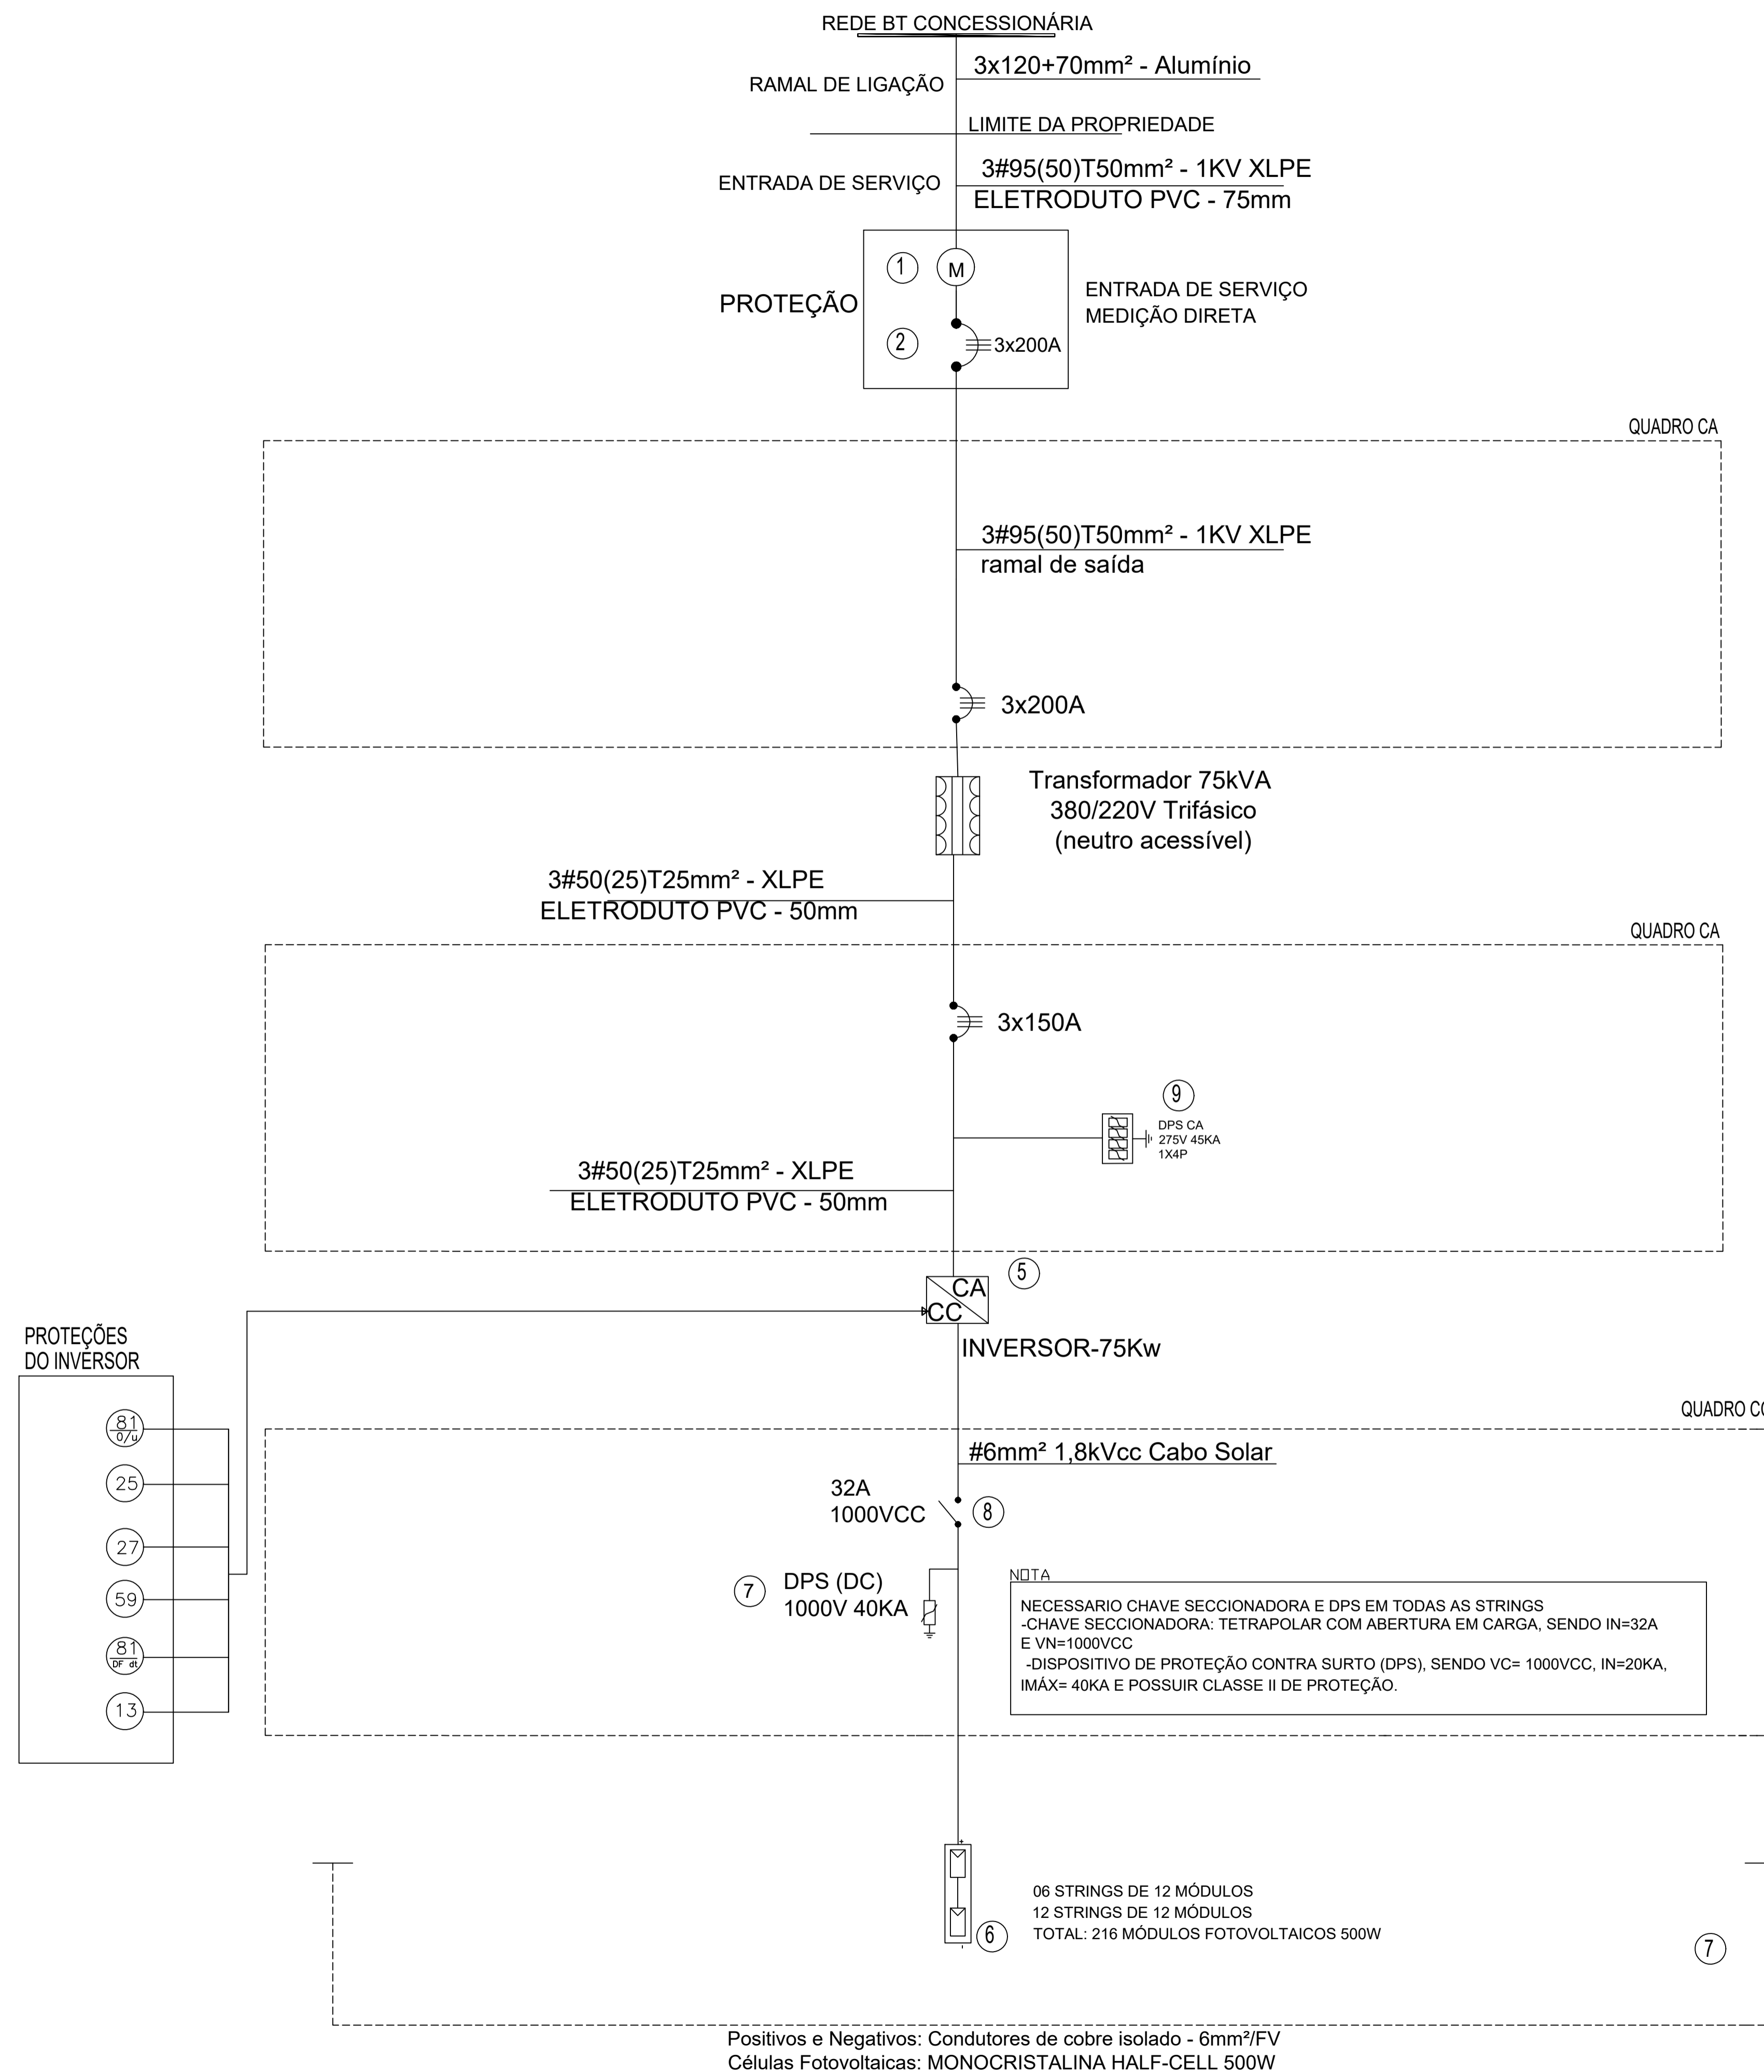 REDE BT CONCESSIONÁRIA
3x120+70mm² - Alumínio
RAMAL DE LIGAÇÃO
LIMITE DA PROPRIEDADE
3#95(50)T50mm² - 1KV XLPE
ENTRADA DE SERVIÇO
ELETRODUTO PVC - 75mm
1
M
PROTEÇÃO
ENTRADA DE SERVIÇO
MEDIÇÃO DIRETA
2
3x200A
QUADRO CA
3#95(50)T50mm² - 1KV XLPE
ramal de saída
3x200A
Transformador 75kVA
380/220V Trifásico
(neutro acessível)
3#50(25)T25mm² - XLPE
ELETRODUTO PVC - 50mm
QUADRO CA
3x150A
9
DPS CA
275V 45KA
1X4P
3#50(25)T25mm² - XLPE
ELETRODUTO PVC - 50mm
5
CA
CC
INVERSOR-75Kw
PROTEÇÕES
DO INVERSOR
81
O/u
25
27
59
81
DF dt
13
QUADRO CC
#6mm² 1,8kVcc Cabo Solar
32A
1000VCC
8
7
DPS (DC)
1000V 40KA
NOTA
NECESSARIO CHAVE SECCIONADORA E DPS EM TODAS AS STRINGS
-CHAVE SECCIONADORA: TETRAPOLAR COM ABERTURA EM CARGA, SENDO IN=32A
E VN=1000VCC
-DISPOSITIVO DE PROTEÇÃO CONTRA SURTO (DPS), SENDO VC= 1000VCC, IN=20KA,
IMÁX= 40KA E POSSUIR CLASSE II DE PROTEÇÃO.
+
-
06 STRINGS DE 12 MÓDULOS
12 STRINGS DE 12 MÓDULOS
TOTAL: 216 MÓDULOS FOTOVOLTAICOS 500W
6
7
Positivos e Negativos: Condutores de cobre isolado - 6mm²/FV
Células Fotovoltaicas: MONOCRISTALINA HALF-CELL 500W